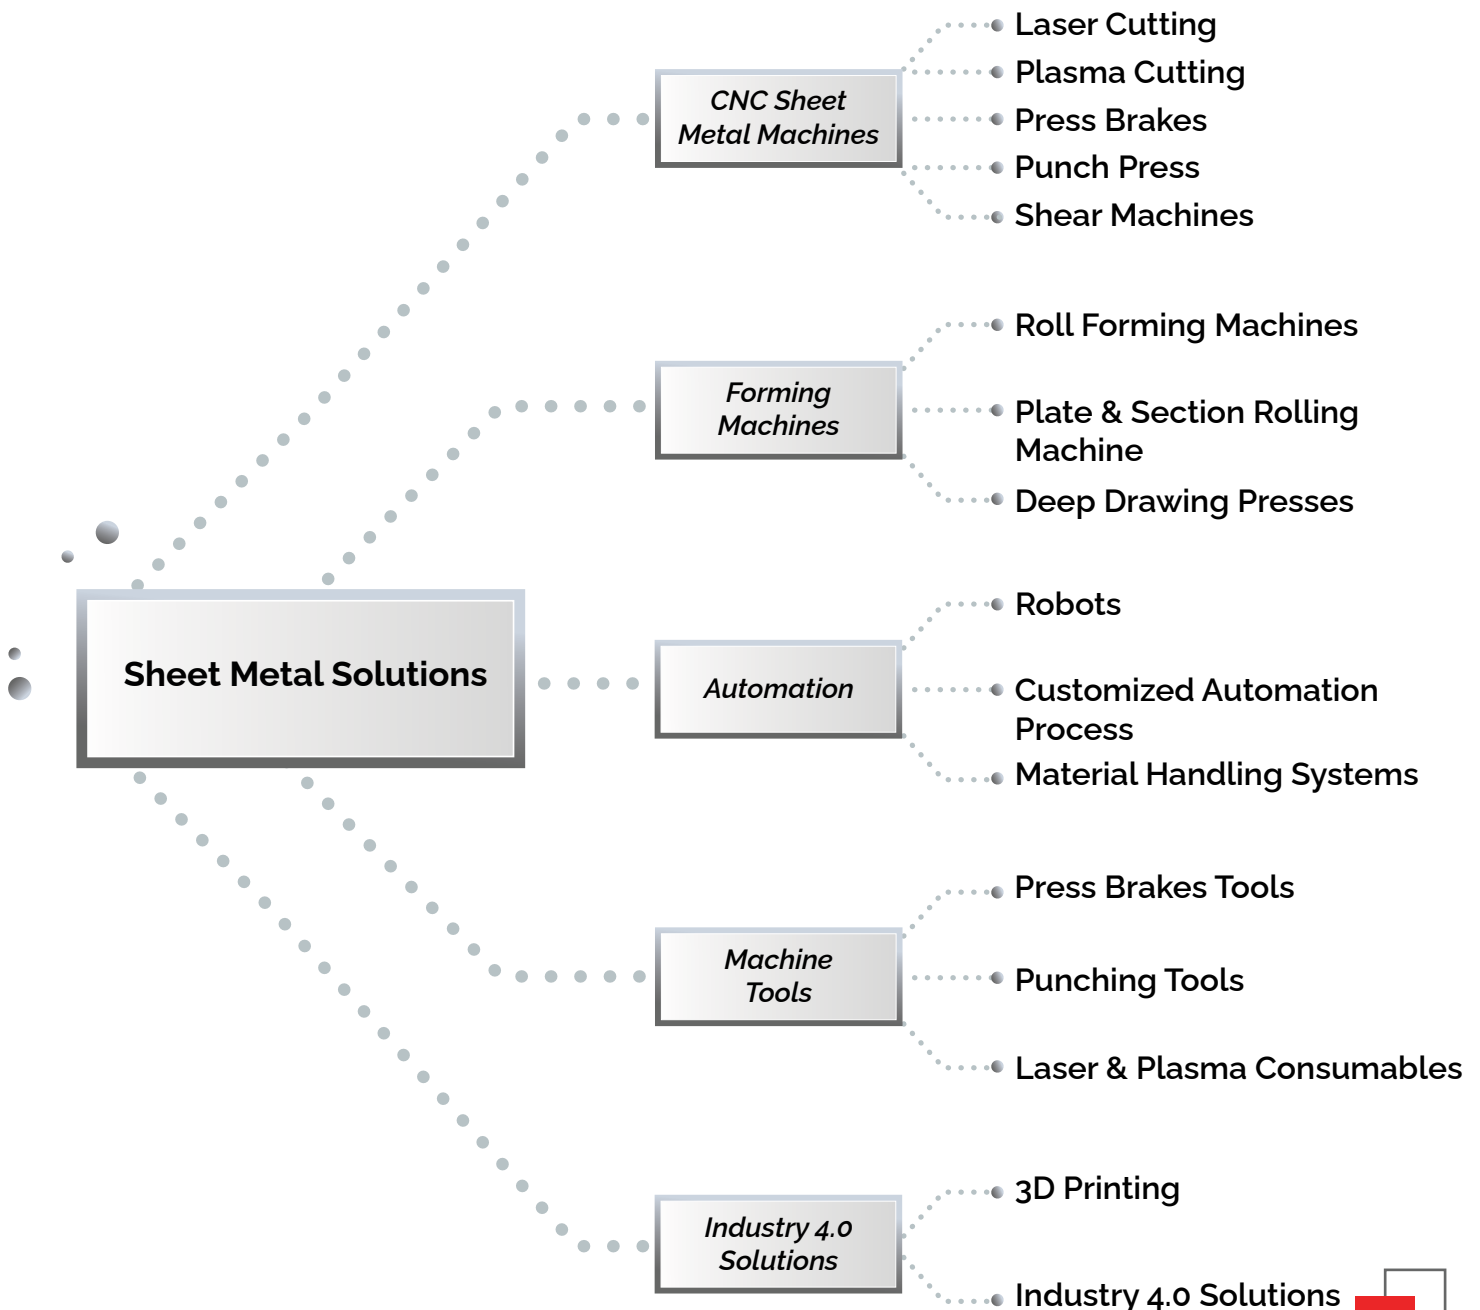 Sheet Metal Solutions
CNC Sheet
Metal Machines
Laser Cutting
Plasma Cutting
Press Brakes
Punch Press
Shear Machines
Forming
Machines
Roll Forming Machines
Plate & Section Rolling
Machine
Deep Drawing Presses
Automation
Robots
Customized Automation
Process
Material Handling Systems
Machine
Tools
Press Brakes Tools
Punching Tools
Laser & Plasma Consumables
Industry 4.0
Solutions
3D Printing
Industry 4.0 Solutions